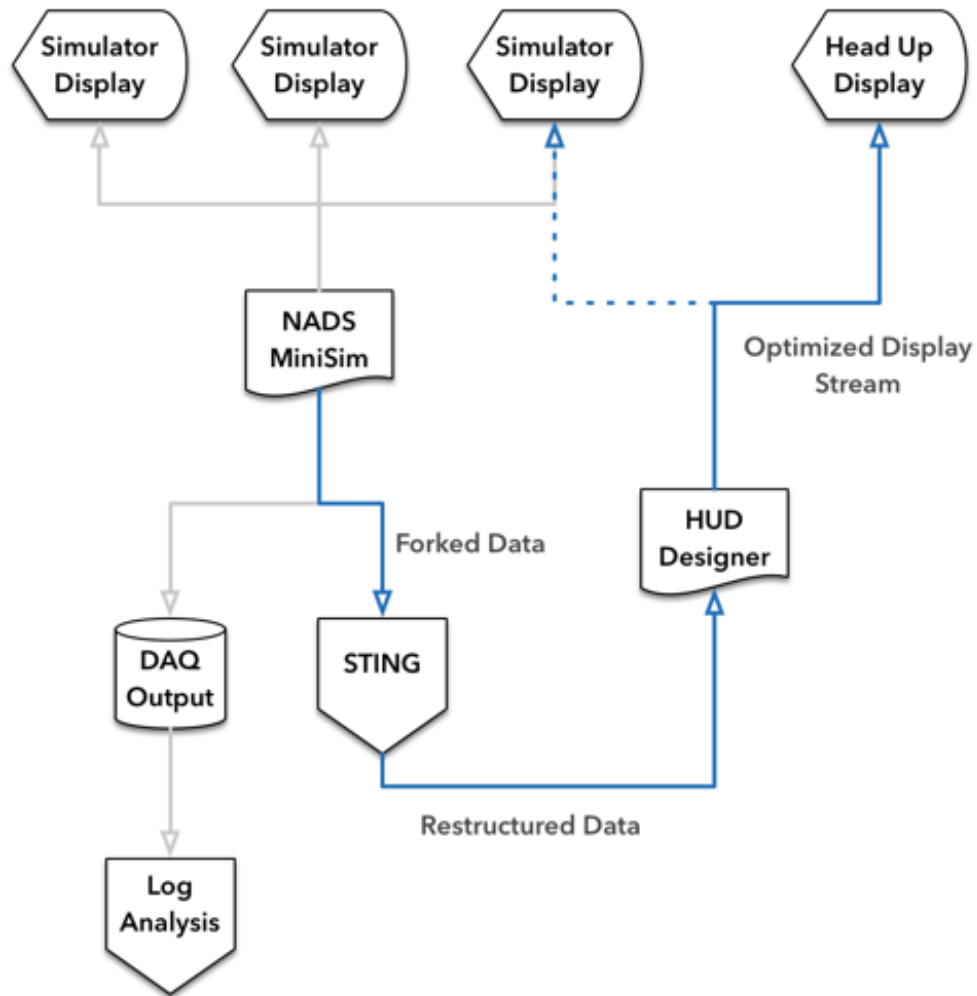 Simulator
Display
Simulator
Display
Simulator
Display
Head Up
Display
NADS
MiniSim
Optimized Display
Stream
HUD
Designer
Forked Data
DAQ
Output
STING
Restructured Data
Log
Analysis